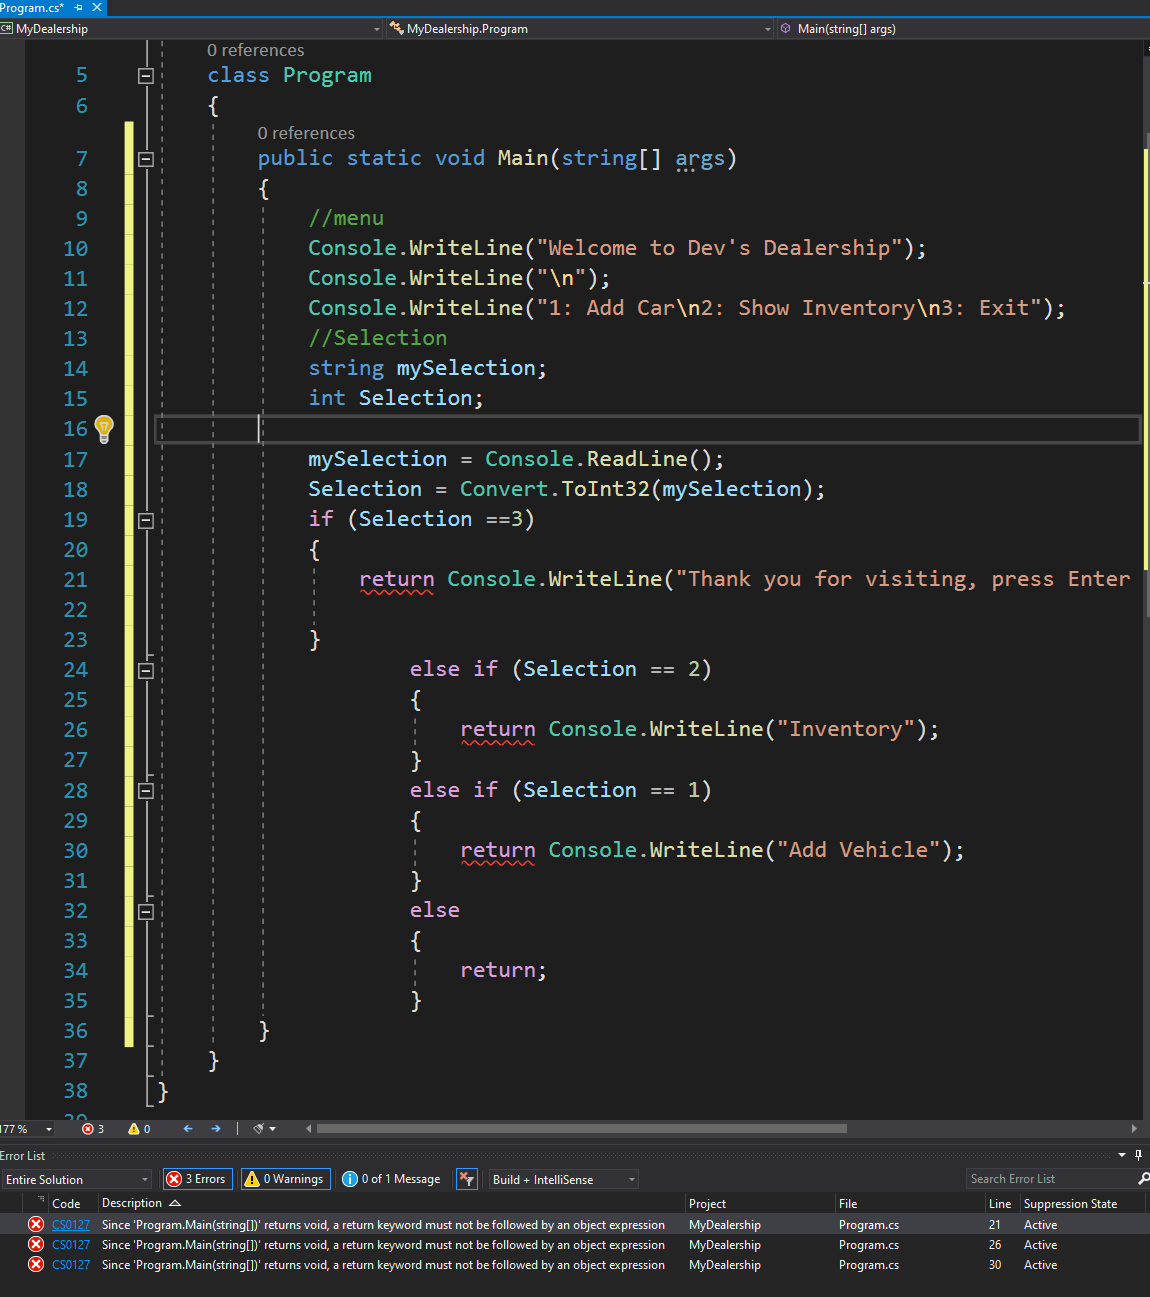 Program.cs*
MyDealership MyDealership.Program Main(string[] args)
0 references
5 class Program
6 {
0 references
7 public static void Main(string[] args)
8 {
9 //menu
10 Console.WriteLine("Welcome to Dev's Dealership");
11 Console.WriteLine("\n");
12 Console.WriteLine("1: Add Car\n2: Show Inventory\n3: Exit");
13 //Selection
14 string mySelection;
15 int Selection;
16
17 mySelection = Console.ReadLine();
18 Selection = Convert.ToInt32(mySelection);
19 if (Selection ==3)
20 {
21 return Console.WriteLine("Thank you for visiting, press Enter
22
23 }
24 else if (Selection == 2)
25 {
26 return Console.WriteLine("Inventory");
27 }
28 else if (Selection == 1)
29 {
30 return Console.WriteLine("Add Vehicle");
31 }
32 else
33 {
34 return;
35 }
36 }
37 }
38 }
39
177 % 3 0
Error List
Entire Solution 3 Errors 0 Warnings 0 of 1 Message Build + IntelliSense Search Error List
Code Description Project File Line Suppression State
CS0127 Since 'Program.Main(string[])' returns void, a return keyword must not be followed by an object expression MyDealership Program.cs 21 Active
CS0127 Since 'Program.Main(string[])' returns void, a return keyword must not be followed by an object expression MyDealership Program.cs 26 Active
CS0127 Since 'Program.Main(string[])' returns void, a return keyword must not be followed by an object expression MyDealership Program.cs 30 Active